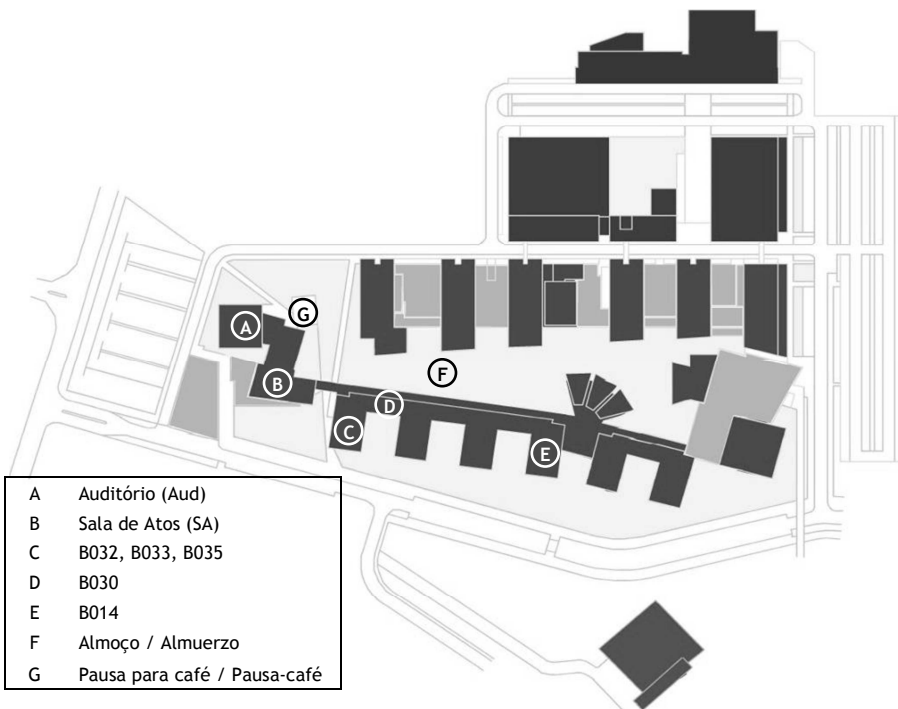 G
A
F
B
D
C
E
A Auditório (Aud)
B Sala de Atos (SA)
C B032, B033, B035
D B030
E B014
F Almoço / Almuerzo
G Pausa para café / Pausa-café